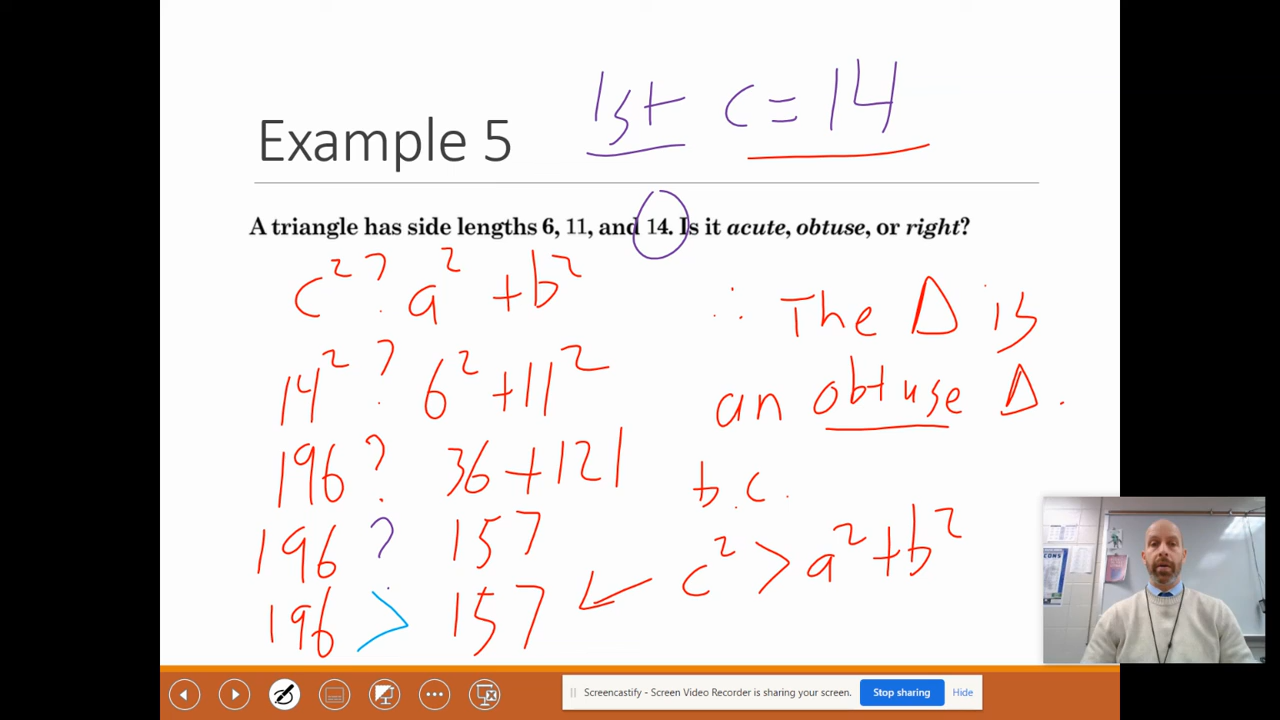 1st c = 14
Example 5
A triangle has side lengths 6, 11, and 14. Is it acute, obtuse, or right?
c² ? a² + b²
14² ? 6² + 11²
196 ? 36 + 121
196 ? 157
196 > 157
∴ The Δ is
an obtuse Δ.
b.c.
c² > a² + b²
Screencastify - Screen Video Recorder is sharing your screen.
Stop sharing
Hide